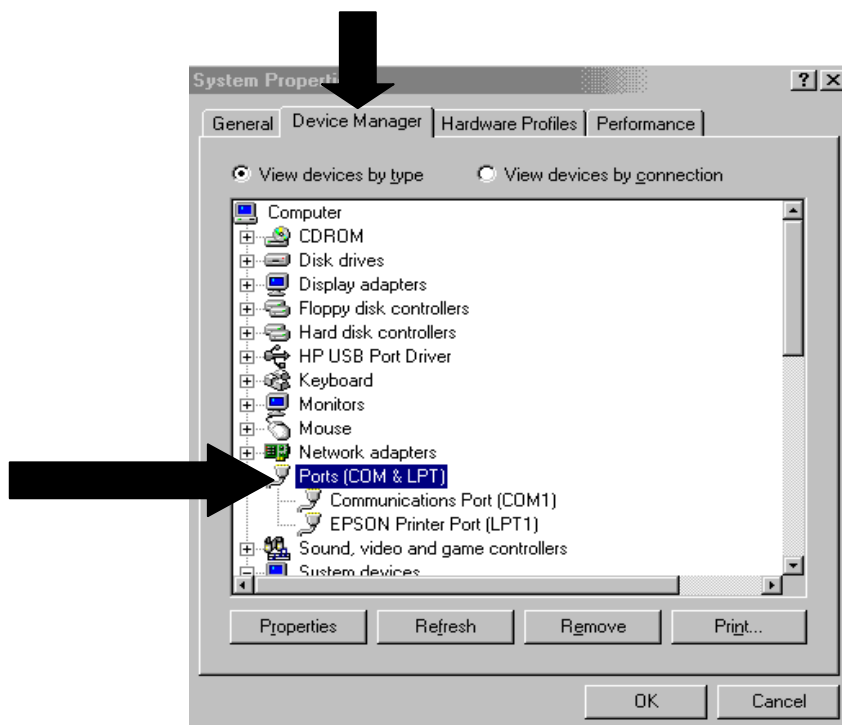 System Properti
General Device Manager Hardware Profiles Performance
View devices by type View devices by connection
Computer
CDROM
Disk drives
Display adapters
Floppy disk controllers
Hard disk controllers
HP USB Port Driver
Keyboard
Monitors
Mouse
Network adapters
Ports (COM & LPT)
Communications Port (COM1)
EPSON Printer Port (LPT1)
Sound, video and game controllers
System devices
Properties Refresh Remove Print...
OK Cancel